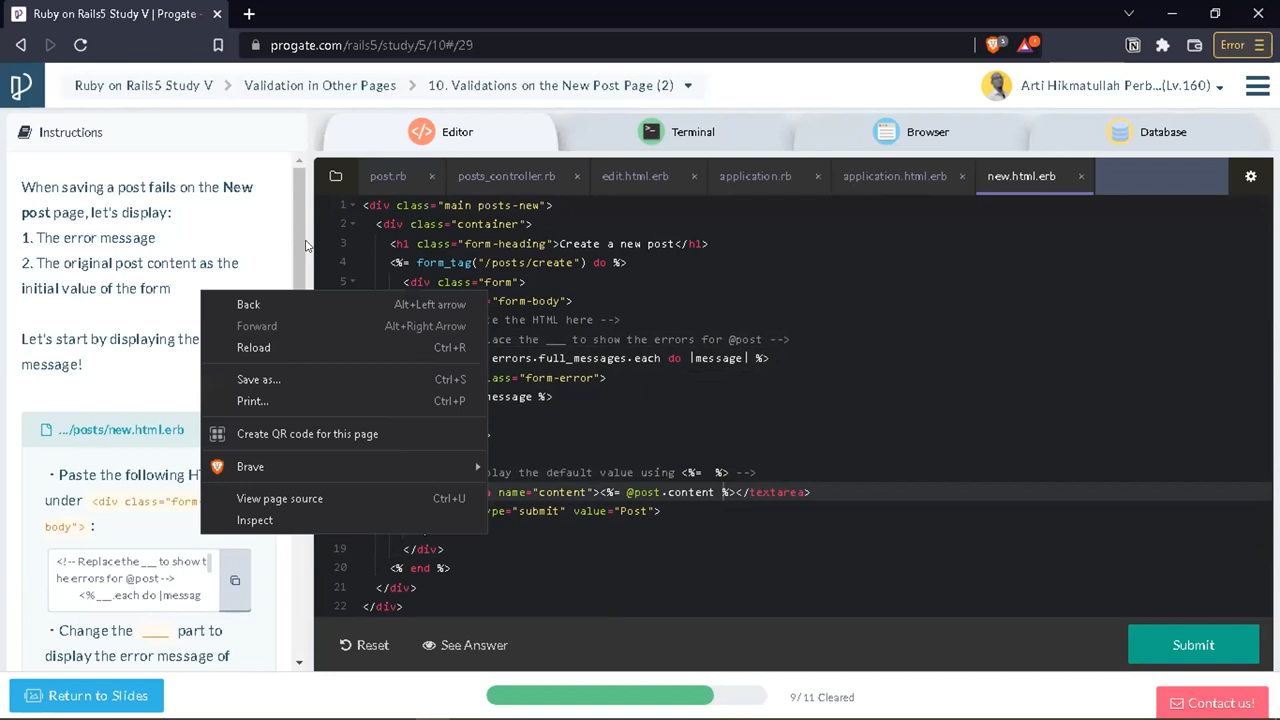 Ruby on Rails5 Study V | Progate -
progate.com/rails5/study/5/10#/29
Error
Ruby on Rails5 Study V
Validation in Other Pages
10. Validations on the New Post Page (2)
Arti Hikmatullah Perb...(Lv.160)
Instructions
Editor
Terminal
Browser
Database
When saving a post fails on the New
post page, let's display:
1. The error message
2. The original post content as the
initial value of the form
Let's start by displaying the
message!
.../posts/new.html.erb
· Paste the following H
under <div class="form
body"> :
<!-- Replace the ___ to show t
he errors for @post -->
<% ___.each do |messag
· Change the ____ part to
display the error message of
Back Alt+Left arrow
Forward Alt+Right Arrow
Reload Ctrl+R
Save as... Ctrl+S
Print... Ctrl+P
Create QR code for this page
Brave
View page source Ctrl+U
Inspect
post.rb
posts_controller.rb
edit.html.erb
application.rb
application.html.erb
new.html.erb
1 <div class="main posts-new">
2 <div class="container">
3 <h1 class="form-heading">Create a new post</h1>
4 <%= form_tag("/posts/create") do %>
5 <div class="form">
="form-body">
te the HTML here -->
lace the ___ to show the errors for @post -->
errors.full_messages.each do |message| %>
lass="form-error">
message %>
>
play the default value using <%= %> -->
name="content"><%= @post.content %></textarea>
ype="submit" value="Post">
19 </div>
20 <% end %>
21 </div>
22 </div>
Reset
See Answer
Submit
Return to Slides
9/11 Cleared
Contact us!